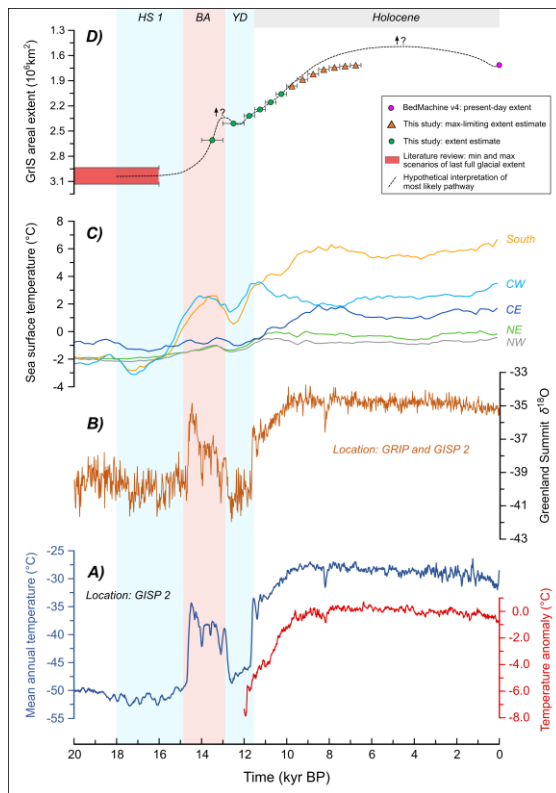 HS 1 BA YD Holocene
D)
GrIS areal extent (10⁶km²)
1.3
1.6
1.9
2.2
2.5
2.8
3.1
?
?
BedMachine v4: present-day extent
This study: max-limiting extent estimate
This study: extent estimate
Literature review: min and max
scenarios of last full glacial extent
Hypothetical interpretation of
most likely pathway
C)
Sea surface temperature (°C)
8
6
4
2
0
-2
-4
South
CW
CE
NE
NW
B)
Location: GRIP and GISP 2
Greenland Summit δ¹⁸O
-33
-35
-37
-39
-41
-43
A)
Location: GISP 2
Mean annual temperature (°C)
-25
-30
-35
-40
-45
-50
-55
Temperature anomaly (°C)
0.0
-2.0
-4.0
-6.0
-8.0
20 18 16 14 12 10 8 6 4 2 0
Time (kyr BP)